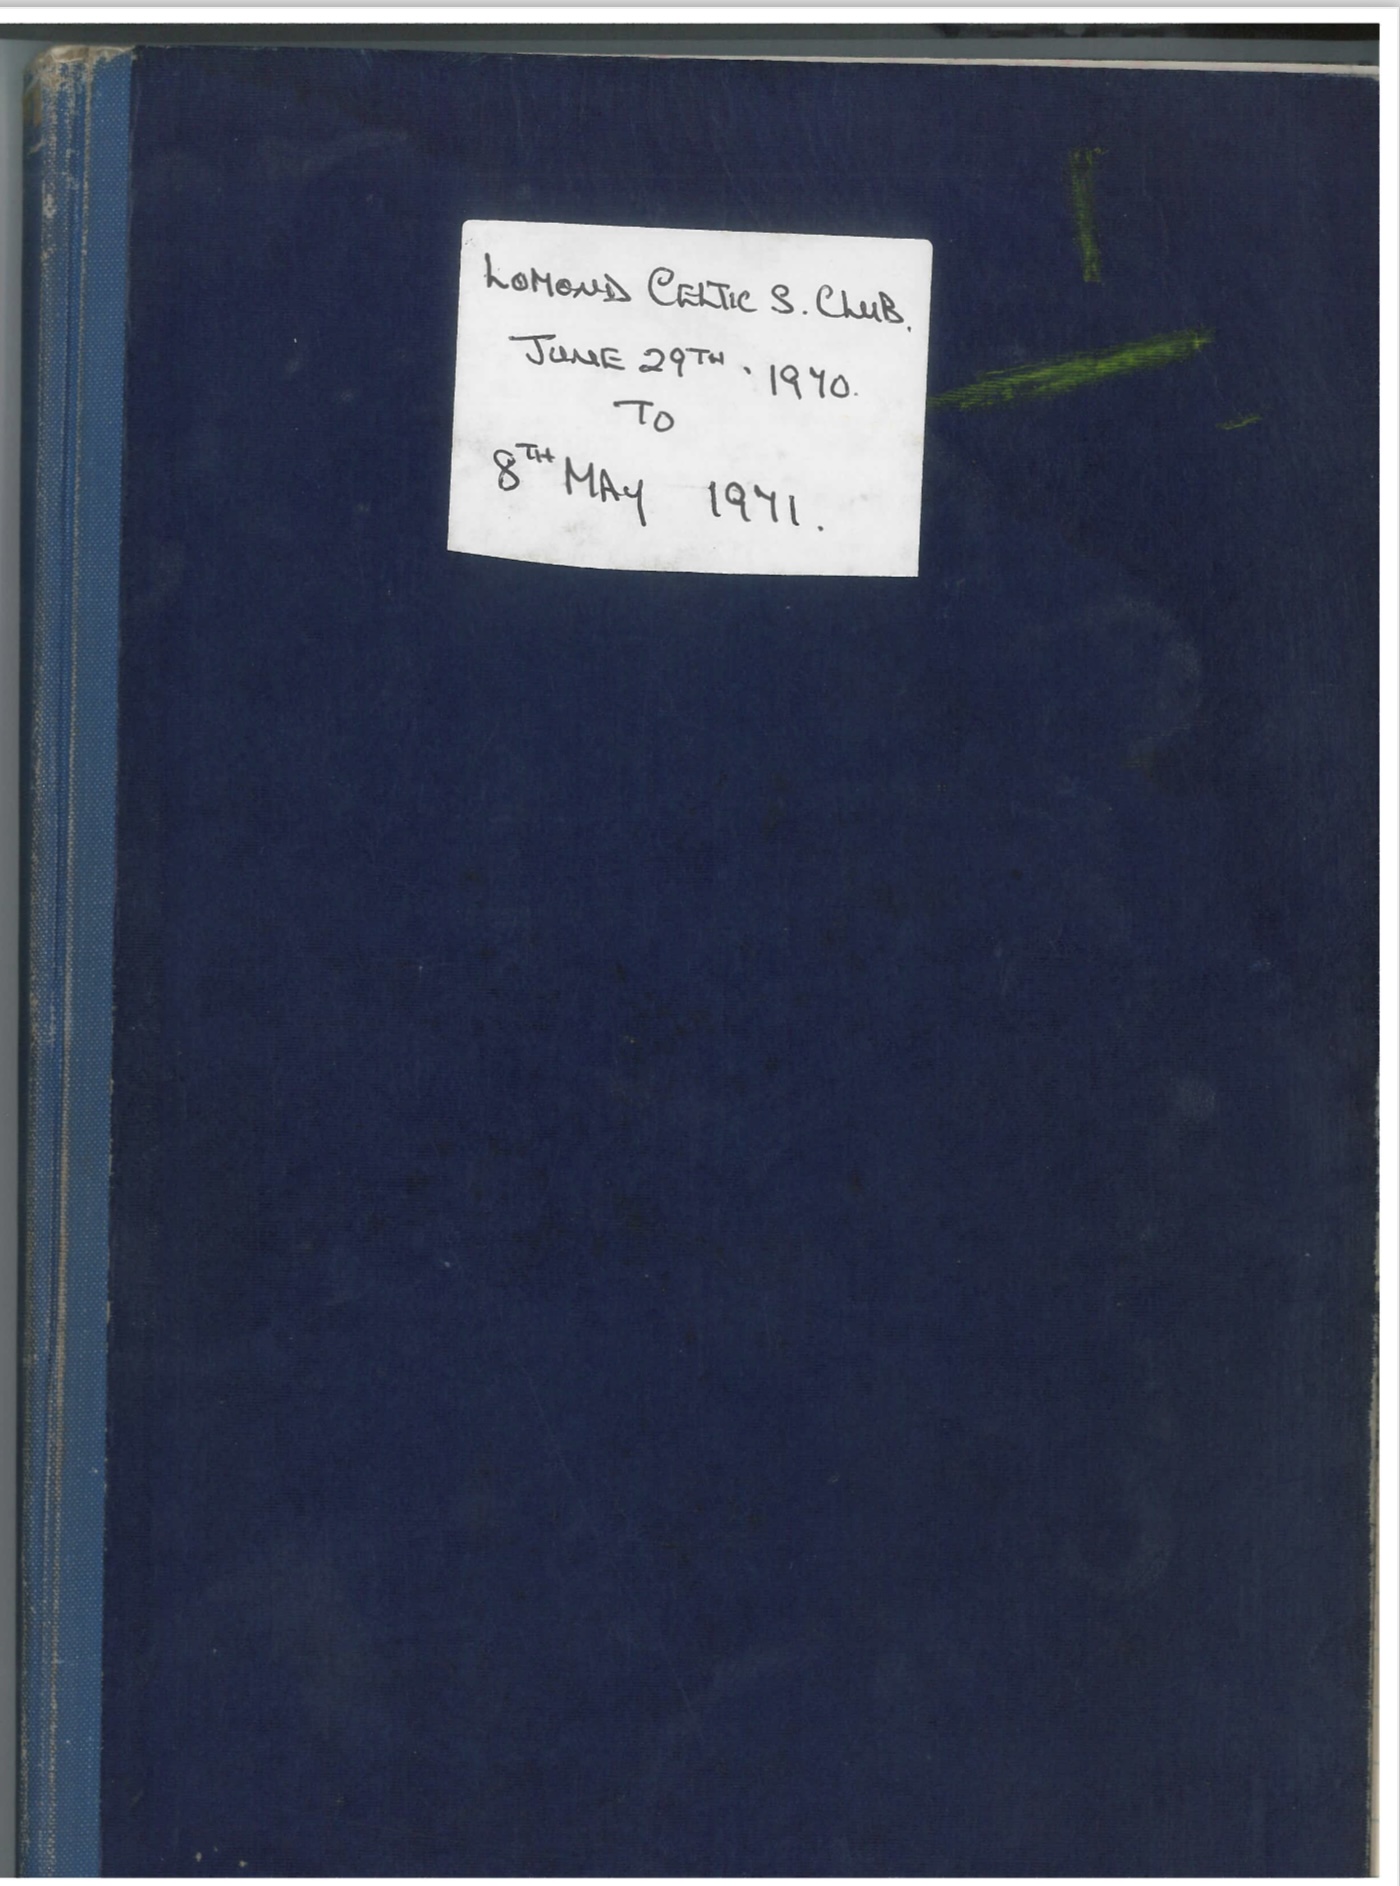 LOMOND CELTIC S. CLUB.
JUNE 29TH. 1970.
TO
8TH MAY 1971.